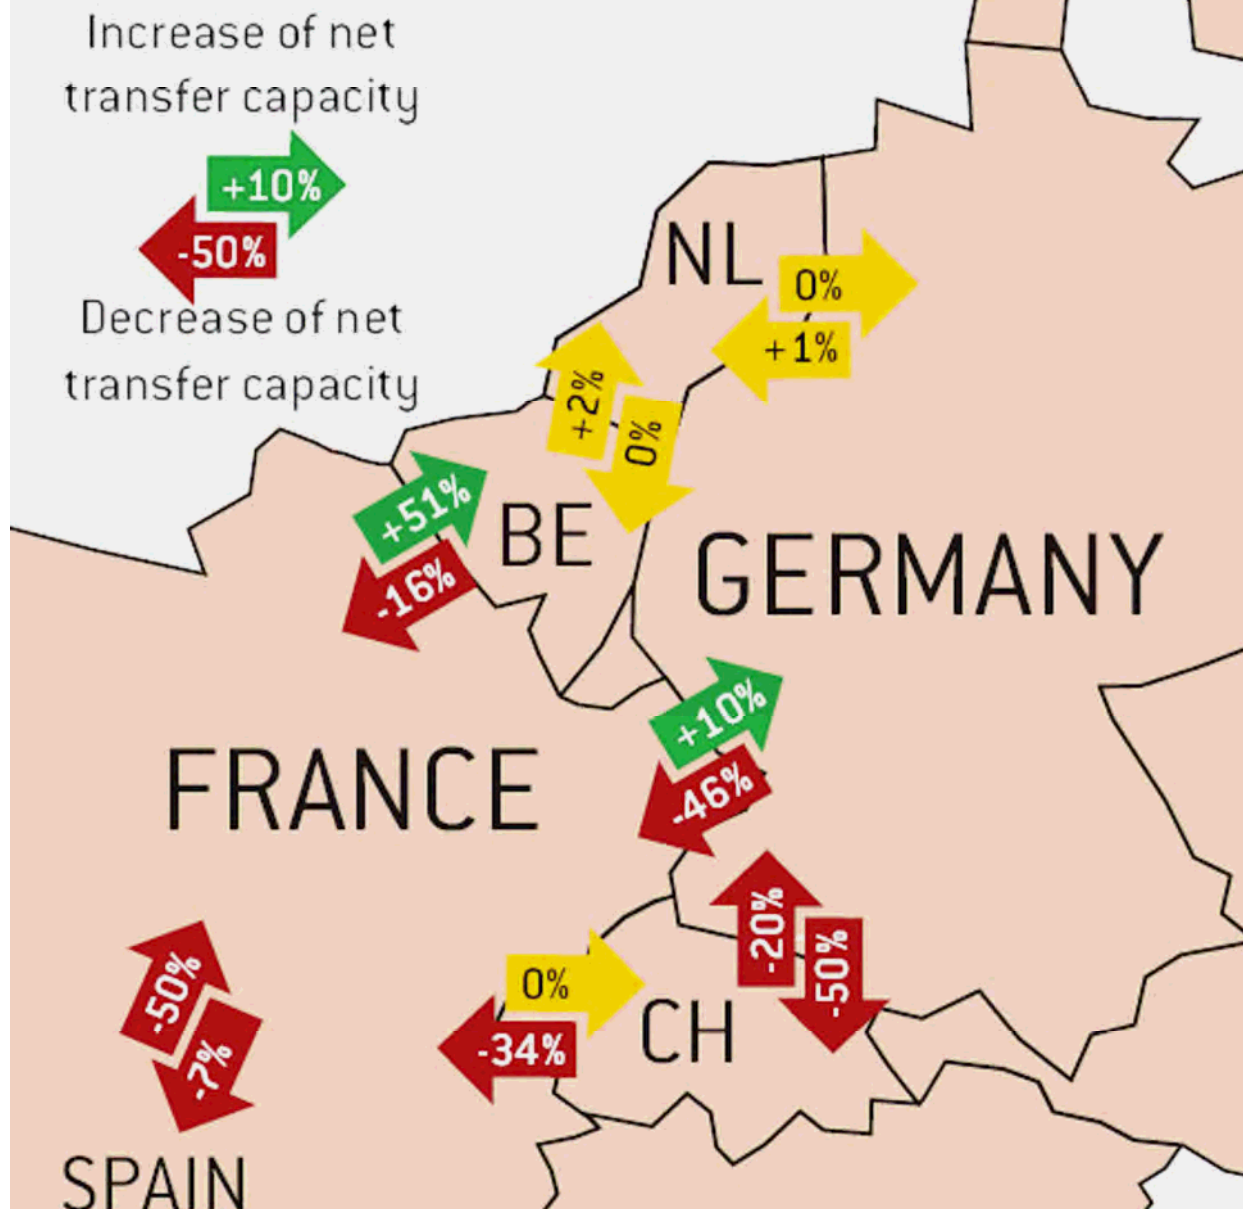 Increase of net
transfer capacity
+10%
-50%
Decrease of net
transfer capacity
NL
0%
+1%
+2%
0%
+51%
-16%
BE
GERMANY
+10%
-46%
FRANCE
-50%
-?%
0%
-34%
CH
-20%
-50%
SPAIN